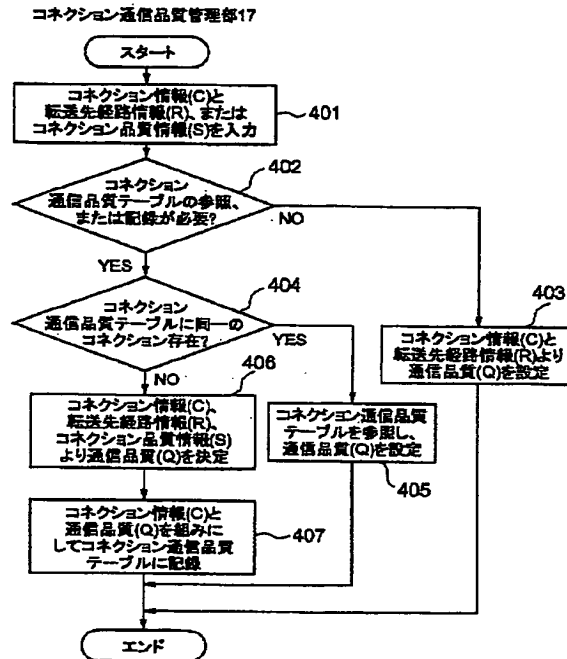 コネクション通信品質管理部17
スタート
コネクション情報(C)と
転送先経路情報(R)、または
コネクション品質情報(S)を入力
401
402
コネクション
通信品質テーブルの参照、
または記録が必要?
NO
YES
404
コネクション
通信品質テーブルに同一の
コネクション存在?
YES
NO
403
コネクション情報(C)と
転送先経路情報(R)より
通信品質(Q)を設定
406
コネクション情報(C)、
転送先経路情報(R)、
コネクション品質情報(S)
より通信品質(Q)を決定
コネクション通信品質
テーブルを参照し、
通信品質(Q)を設定
405
コネクション情報(C)と
通信品質(Q)を組みに
してコネクション通信品質
テーブルに記録
407
エンド